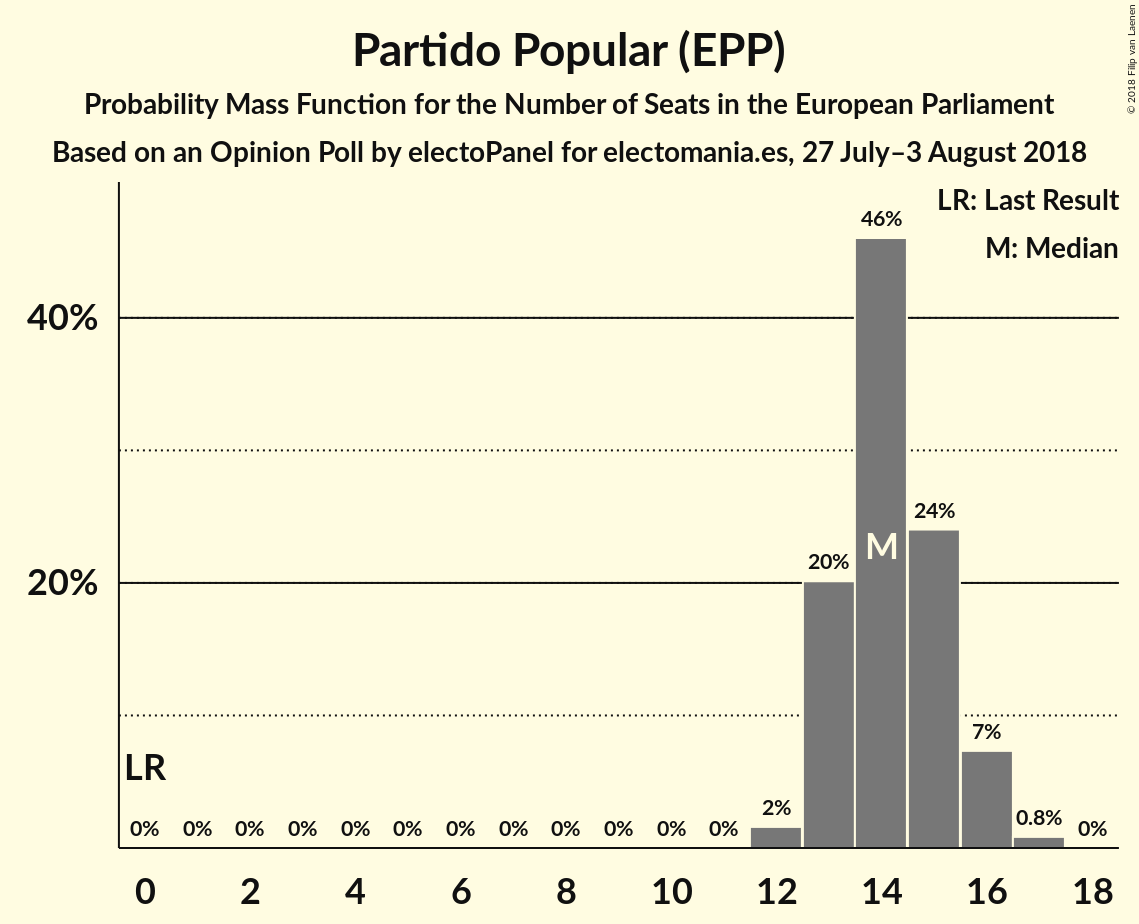 Partido Popular (EPP)
Probability Mass Function for the Number of Seats in the European Parliament
Based on an Opinion Poll by electoPanel for electomania.es, 27 July–3 August 2018
© 2018 Filip van Laenen
LR: Last Result
M: Median
40%
20%
46%
24%
20%
M
7%
2%
0.8%
LR
0% 0% 0% 0% 0% 0% 0% 0% 0% 0% 0% 0% 0%
0 2 4 6 8 10 12 14 16 18